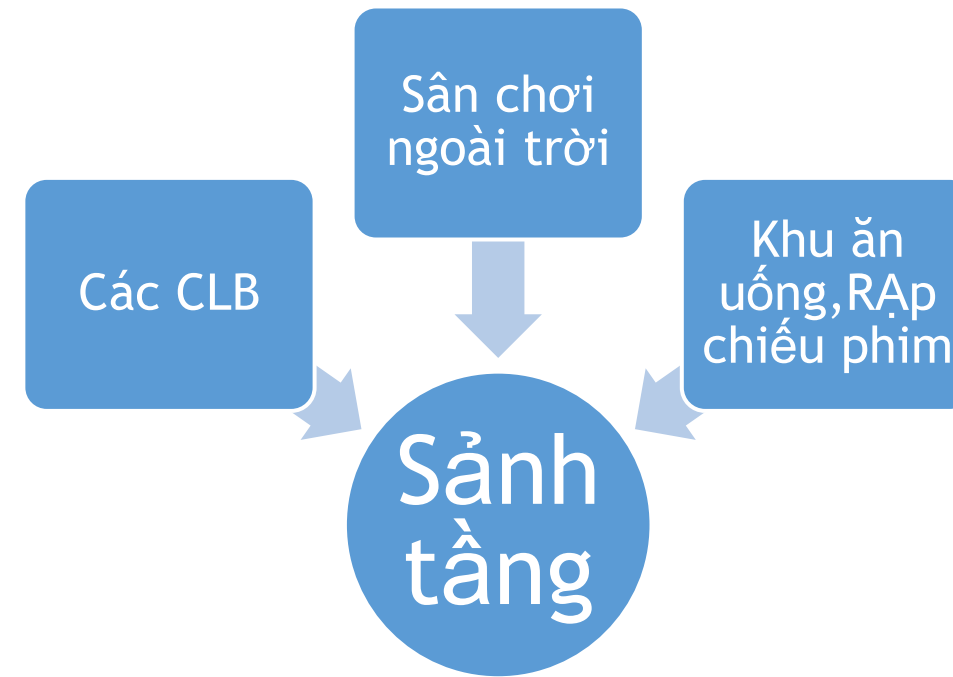 Sân chơi
ngoài trời
Các CLB
Khu ăn
uống,RẠp
chiếu phim
Sảnh
tầng